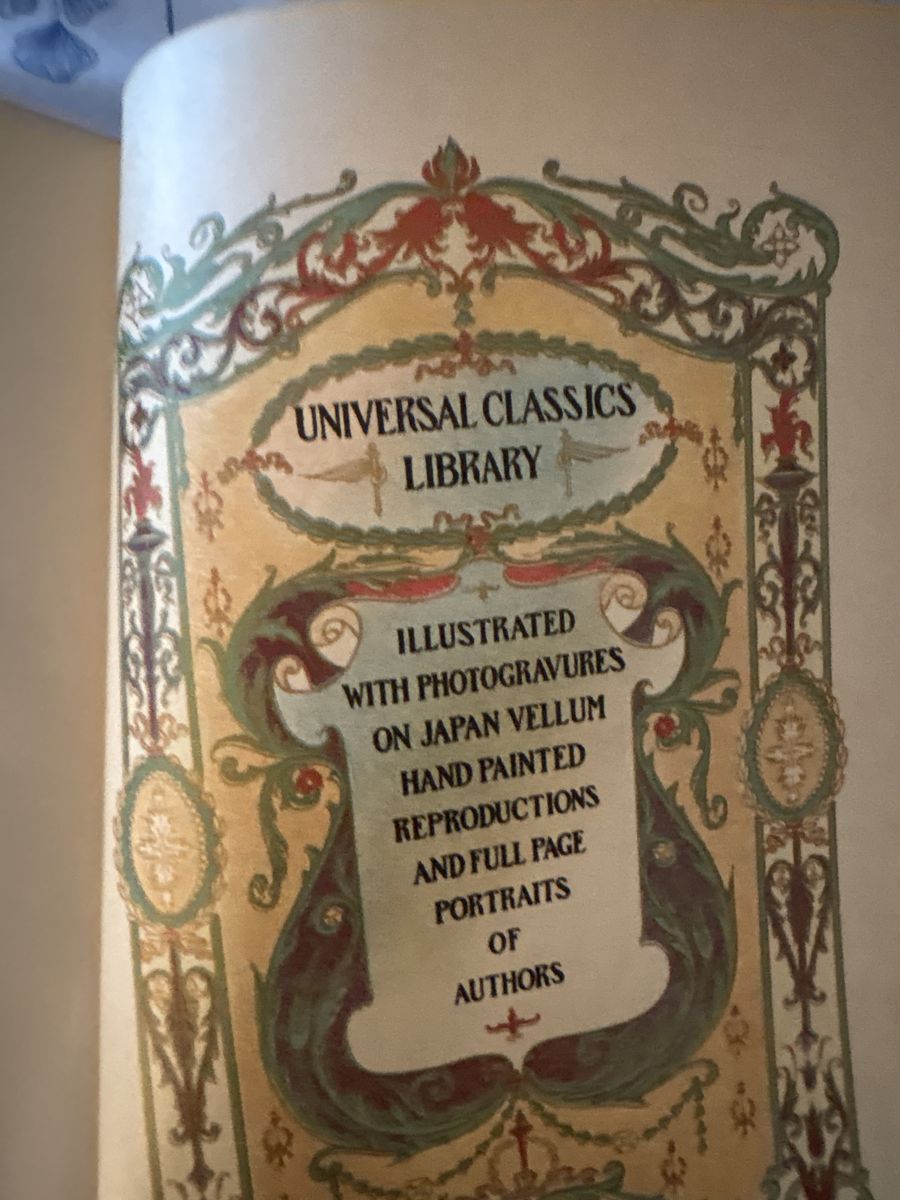 UNIVERSAL CLASSICS
LIBRARY
ILLUSTRATED
WITH PHOTOGRAVURES
ON JAPAN VELLUM
HAND PAINTED
REPRODUCTIONS
AND FULL PAGE
PORTRAITS
OF
AUTHORS